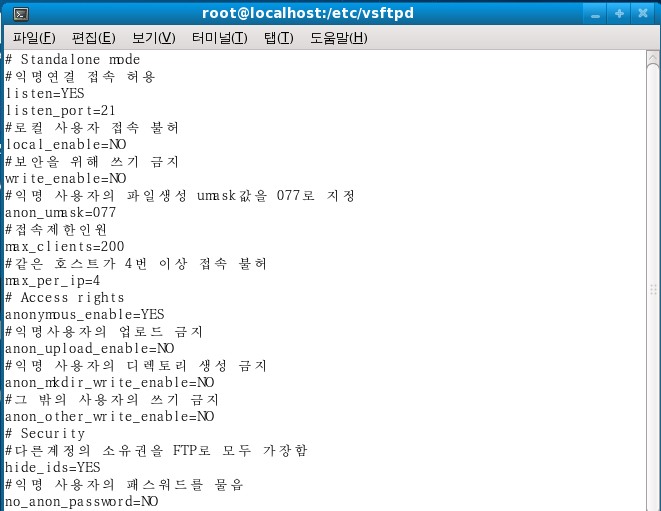 root@localhost:/etc/vsftpd
파일(F) 편집(E) 보기(V) 터미널(T) 탭(T) 도움말(H)
# Standalone mode
#익명연결 접속 허용
listen=YES
listen_port=21
#로컬 사용자 접속 불허
local_enable=NO
#보안을 위해 쓰기 금지
write_enable=NO
#익명 사용자의 파일생성 umask값을 077로 지정
anon_umask=077
#접속제한인원
max_clients=200
#같은 호스트가 4번 이상 접속 불허
max_per_ip=4
# Access rights
anonymous_enable=YES
#익명사용자의 업로드 금지
anon_upload_enable=NO
#익명 사용자의 디렉토리 생성 금지
anon_mkdir_write_enable=NO
#그 밖의 사용자의 쓰기 금지
anon_other_write_enable=NO
# Security
#다른계정의 소유권을 FTP로 모두 가장함
hide_ids=YES
#익명 사용자의 패스워드를 물음
no_anon_password=NO